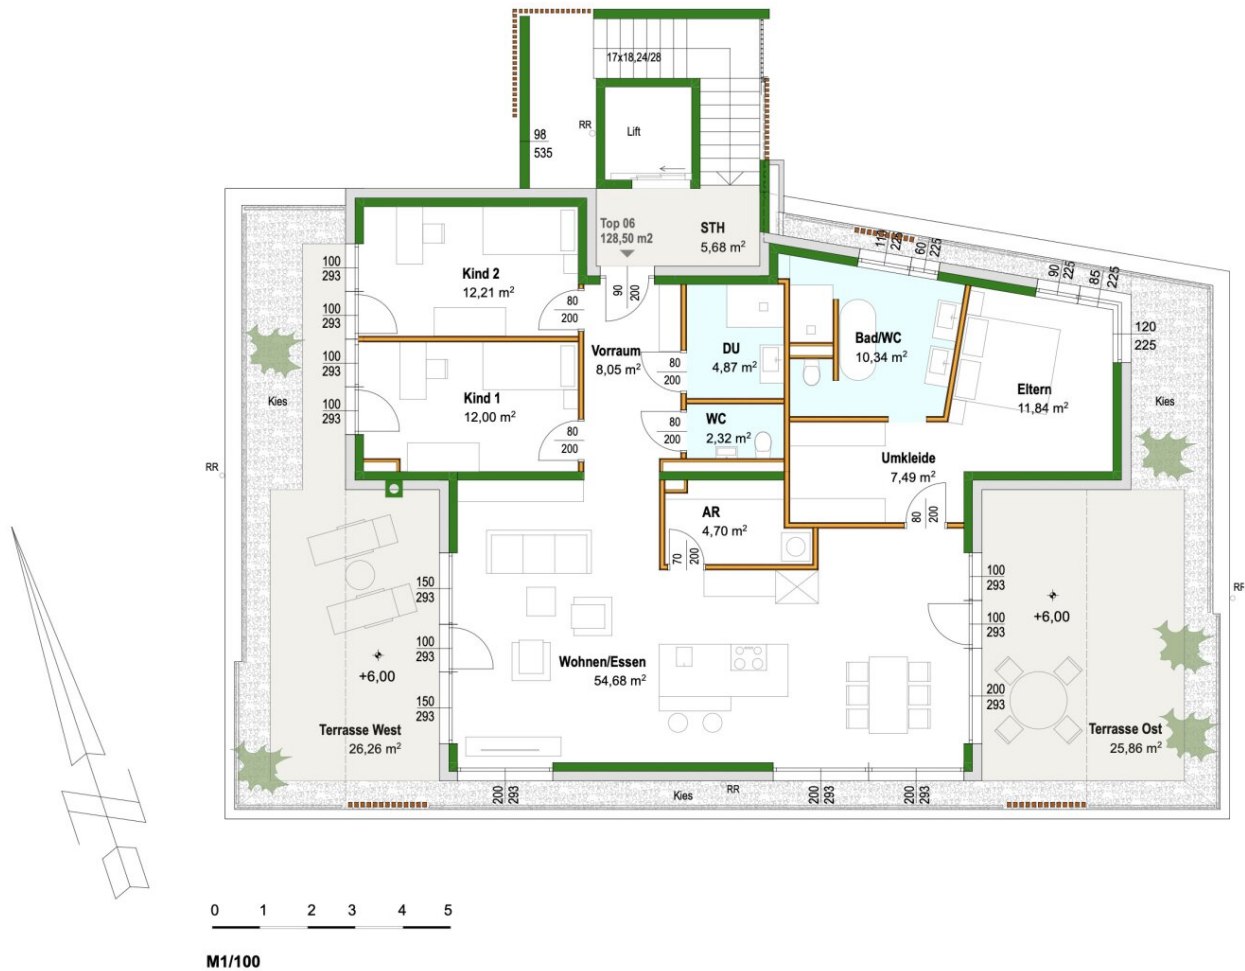 17x18,24/28
RR
Lift
98
535
Top 06
128,50 m2
STH
5,68 m²
110
225
60
225
90
225
85
225
100
293
Kind 2
12,21 m²
80
200
90
200
100
293
120
225
Vorraum
8,05 m²
DU
4,87 m²
Bad/WC
10,34 m²
100
293
80
200
Kind 1
12,00 m²
Eltern
11,84 m²
Kies
Kies
100
293
WC
2,32 m²
80
200
80
200
Umkleide
7,49 m²
RR
AR
4,70 m²
80
200
70
200
150
293
100
293
RR
+6,00
100
293
100
293
+6,00
Wohnen/Essen
54,68 m²
200
293
150
293
Terrasse West
26,26 m²
Terrasse Ost
25,86 m²
200
293
Kies
RR
200
293
200
293
N
0 1 2 3 4 5
M1/100